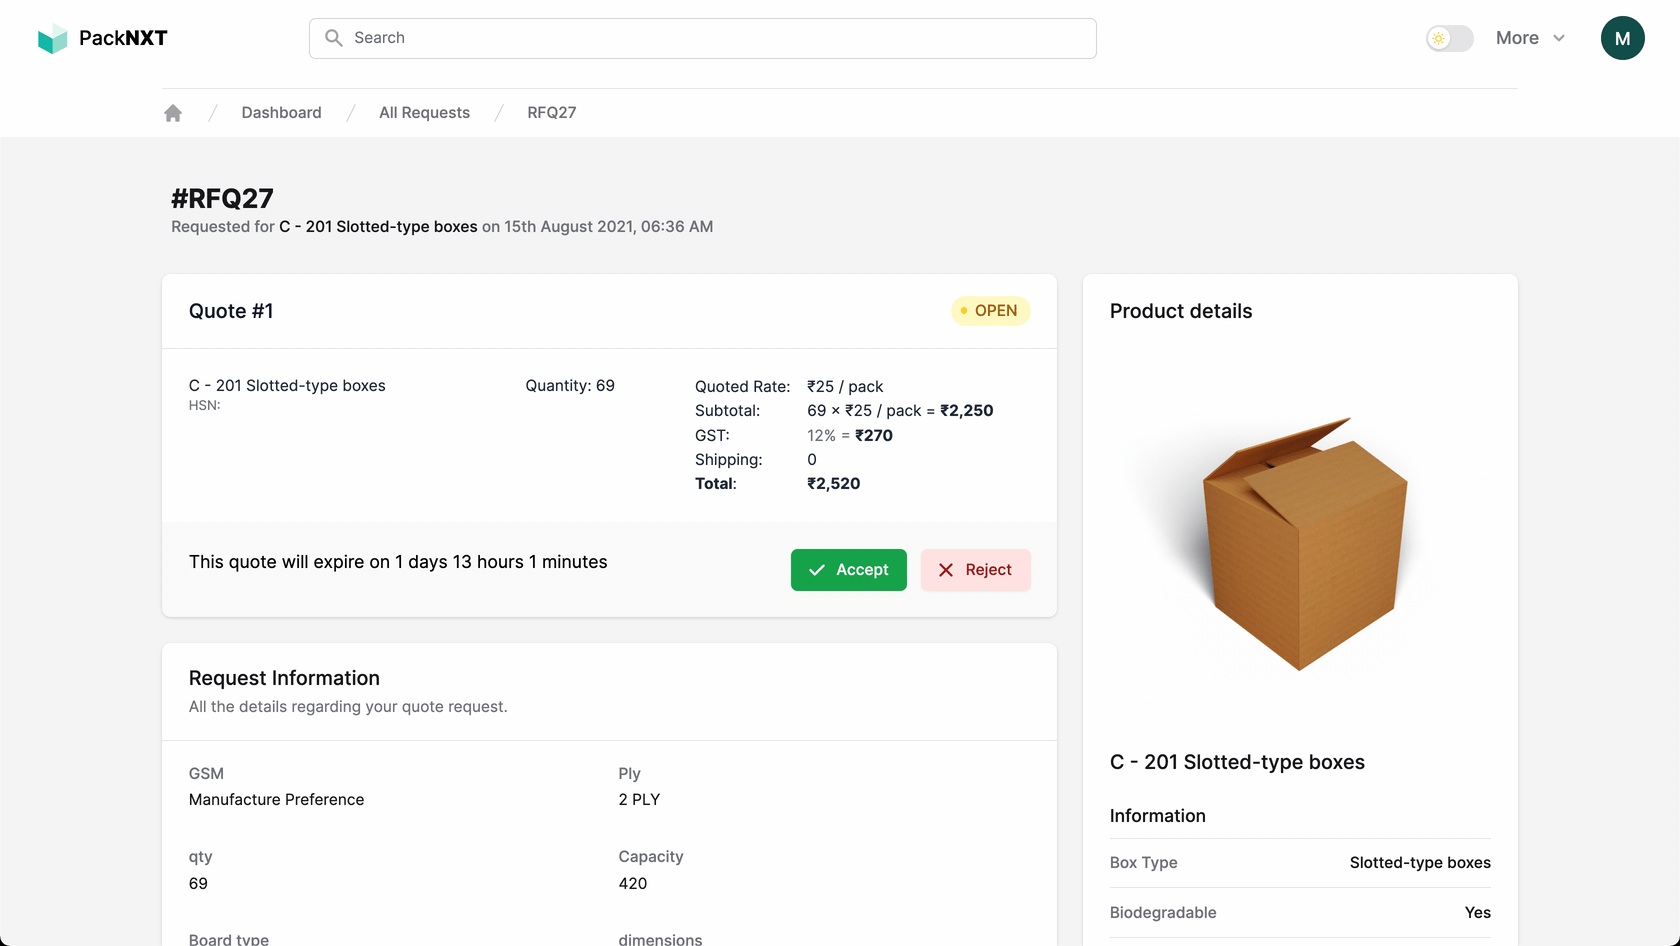 PackNXT
Search
More
M
Dashboard / All Requests / RFQ27
#RFQ27
Requested for C - 201 Slotted-type boxes on 15th August 2021, 06:36 AM
Quote #1
OPEN
C - 201 Slotted-type boxes
HSN:
Quantity: 69
Quoted Rate: ₹25 / pack
Subtotal: 69 × ₹25 / pack = ₹2,250
GST: 12% = ₹270
Shipping: 0
Total: ₹2,520
This quote will expire on 1 days 13 hours 1 minutes
Accept
Reject
Request Information
All the details regarding your quote request.
GSM
Manufacture Preference
Ply
2 PLY
qty
69
Capacity
420
Board type
dimensions
Product details
C - 201 Slotted-type boxes
Information
Box Type Slotted-type boxes
Biodegradable Yes